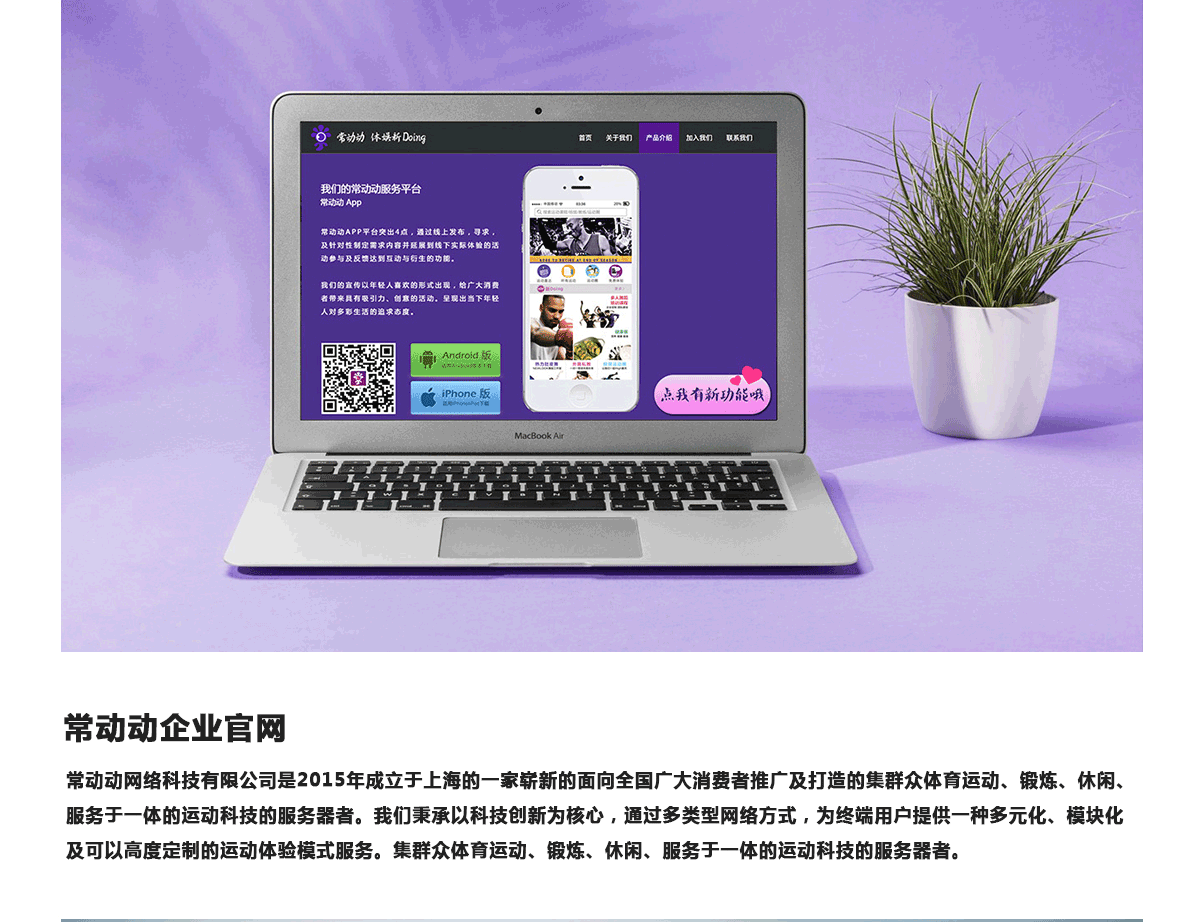 常动动 体娱新Doing
首页 关于我们 产品介绍 加入我们 联系我们
我们的常动动服务平台
常动动 App
常动动APP平台突出4点，通过线上发布，寻求，
及针对性制定需求内容并延展到线下实际体验的活
动参与及反馈达到互动与衍生的功能。
我们的宣传以年轻人喜欢的形式出现，给广大消费
者带来具有吸引力、创意的活动。呈现出当下年轻
人对多彩生活的追求态度。
Android 版
iPhone 版
点我有新功能哦
MacBook Air
常动动企业官网
常动动网络科技有限公司是2015年成立于上海的一家崭新的面向全国广大消费者推广及打造的集群众体育运动、锻炼、休闲、
服务于一体的运动科技的服务器者。我们秉承以科技创新为核心，通过多类型网络方式，为终端用户提供一种多元化、模块化
及可以高度定制的运动体验模式服务。集群众体育运动、锻炼、休闲、服务于一体的运动科技的服务器者。